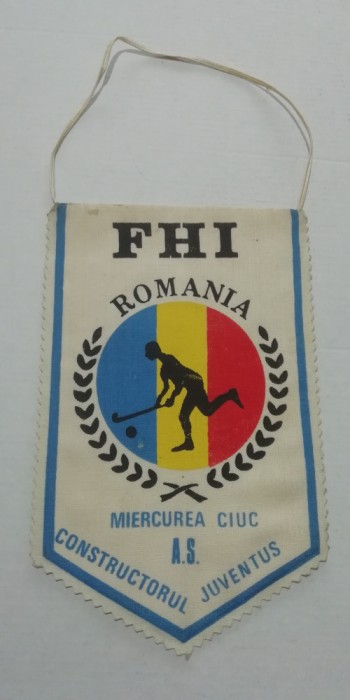 FHI
ROMANIA
MIERCUREA CIUC
A.S.
CONSTRUCTORUL JUVENTUS